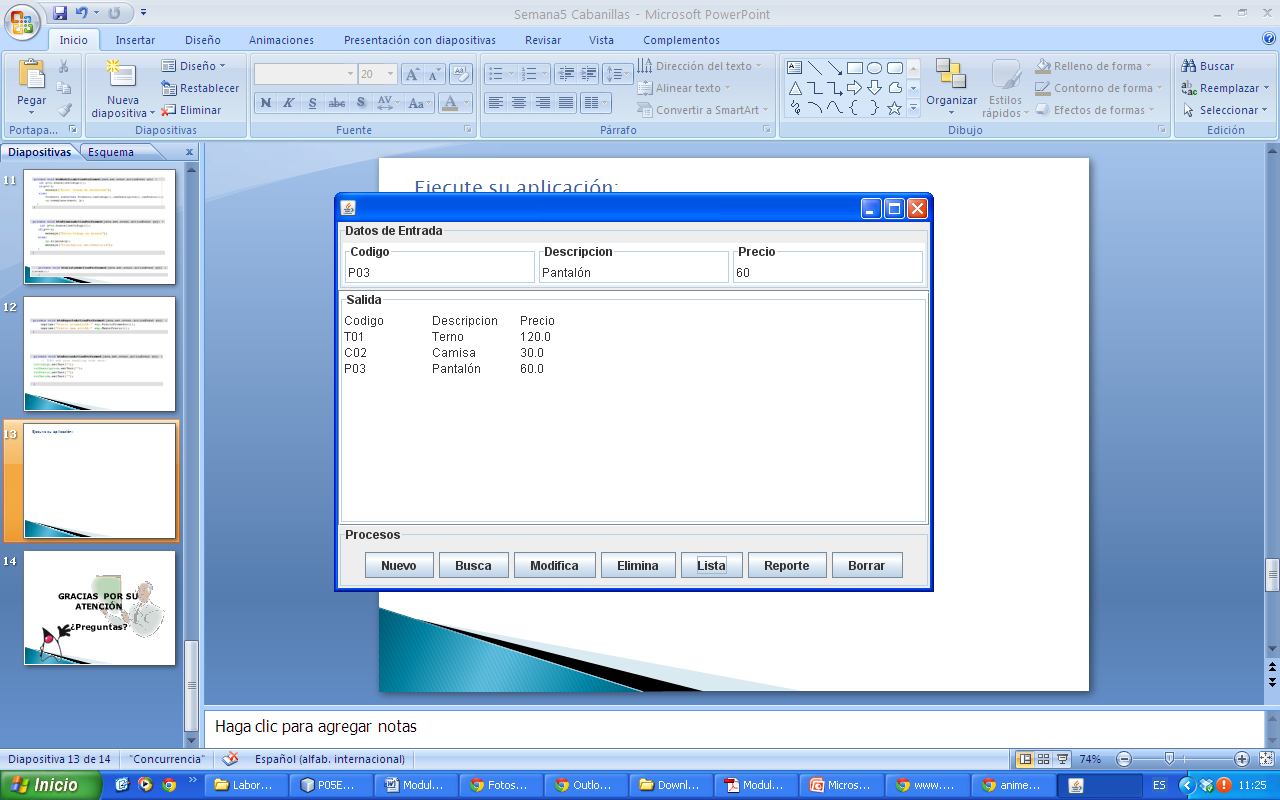 Semana5 Cabanillas - Microsoft PowerPoint
Inicio Insertar Diseño Animaciones Presentación con diapositivas Revisar Vista Complementos
Pegar
Nueva diapositiva
Diseño
Restablecer
Eliminar
20
Dirección del texto
Alinear texto
Convertir a SmartArt
Organizar
Estilos rápidos
Relleno de forma
Contorno de forma
Efectos de formas
Buscar
Reemplazar
Seleccionar
Portapa... Diapositivas Fuente Párrafo Dibujo Edición
Diapositivas Esquema
11
12
13
Ejecute su aplicación:
14
GRACIAS POR SU
ATENCIÓN
¿Preguntas?
Ejecute su aplicación:
Datos de Entrada
Codigo Descripcion Precio
P03 Pantalón 60
Salida
Codigo Descripcion Precio
T01 Terno 120.0
C02 Camisa 30.0
P03 Pantalón 60.0
Procesos
Nuevo Busca Modifica Elimina Lista Reporte Borrar
Haga clic para agregar notas
Diapositiva 13 de 14 "Concurrencia" Español (alfab. internacional) 74%
Inicio Labor... P05E... Modul... Fotos... Outlo... Downl... Modul... Micros... www.... anime... ES 11:25